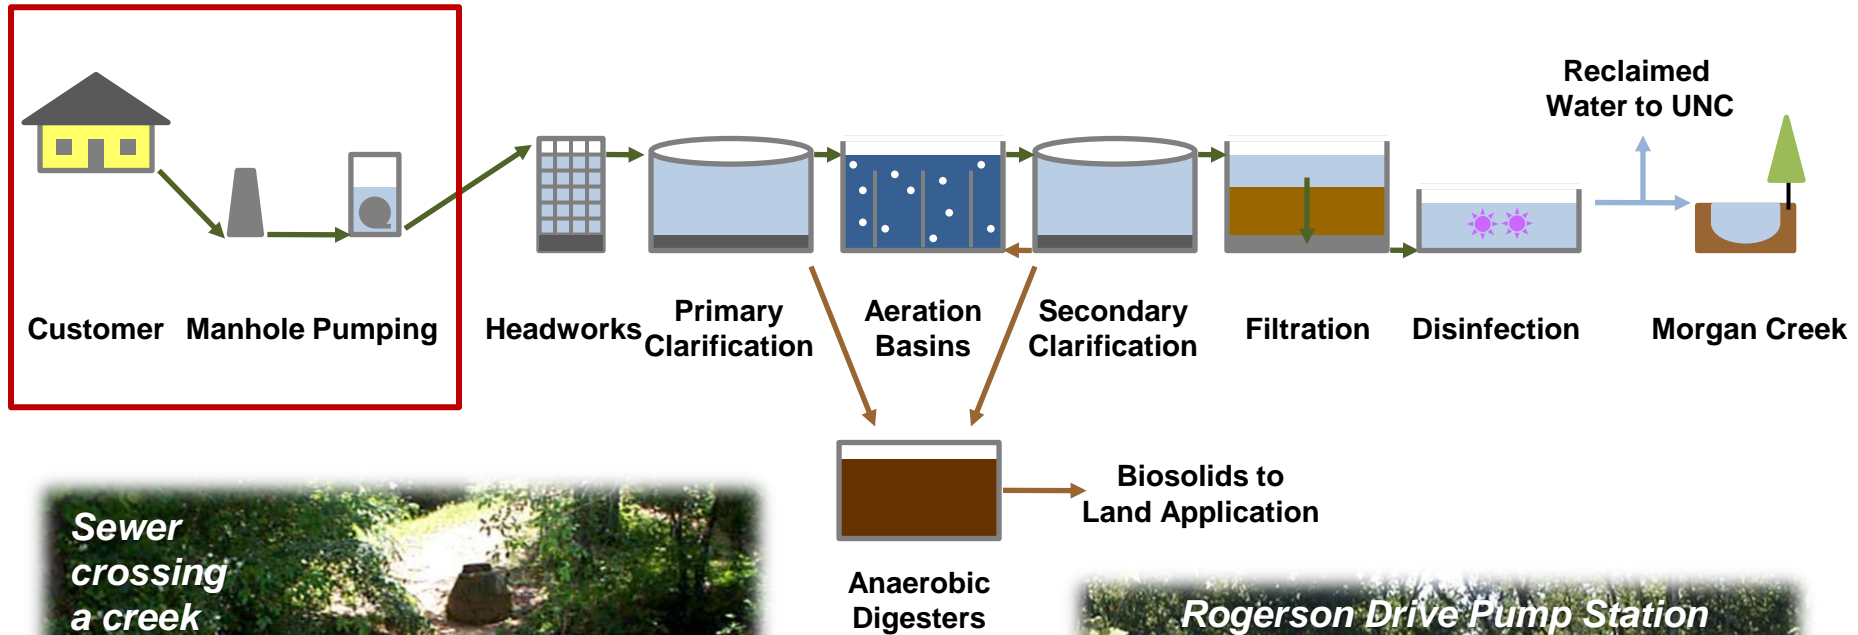 Reclaimed
Water to UNC
Customer
Manhole
Pumping
Headworks
Primary
Clarification
Aeration
Basins
Secondary
Clarification
Filtration
Disinfection
Morgan Creek
Biosolids to
Land Application
Anaerobic
Digesters
Sewer
crossing
a creek
Rogerson Drive Pump Station